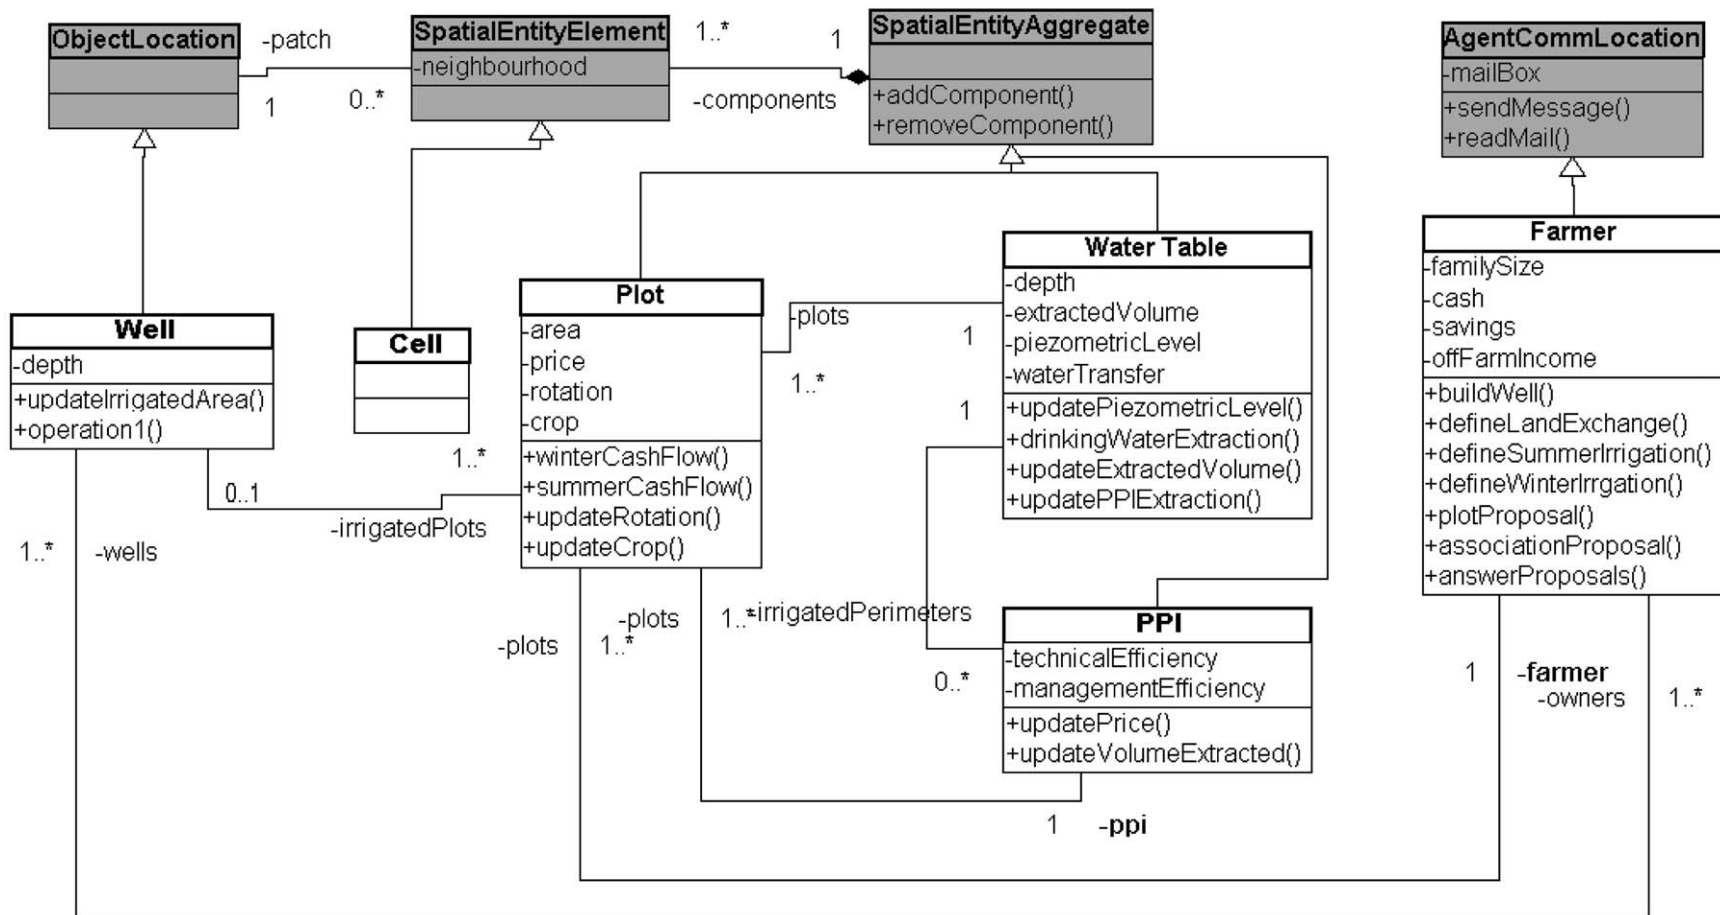 ObjectLocation
-patch
1
0..*
SpatialEntityElement
-neighbourhood
1..*
1
-components
SpatialEntityAggregate
+addComponent()
+removeComponent()
AgentCommLocation
-mailBox
+sendMessage()
+readMail()
Well
-depth
+updateIrrigatedArea()
+operation1()
Cell
Plot
-area
-price
-rotation
-crop
+winterCashFlow()
+summerCashFlow()
+updateRotation()
+updateCrop()
-plots
1
1..*
Water Table
-depth
-extractedVolume
-piezometricLevel
-waterTransfer
+updatePiezometricLevel()
+drinkingWaterExtraction()
+updateExtractedVolume()
+updatePPIExtraction()
1
Farmer
-familySize
-cash
-savings
-offFarmIncome
+buildWell()
+defineLandExchange()
+defineSummerIrrigation()
+defineWinterIrrgation()
+plotProposal()
+associationProposal()
+answerProposals()
1..*
0..1
-irrigatedPlots
1..*
-wells
-plots
1..*
-plots
1..*
-irrigatedPerimeters
0..*
PPI
-technicalEfficiency
-managementEfficiency
+updatePrice()
+updateVolumeExtracted()
1
-ppi
1
-farmer
-owners
1..*